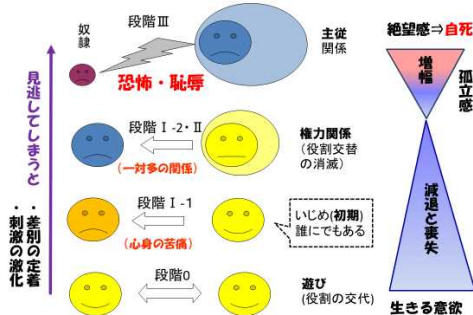 奴隷
段階Ⅲ
主従
関係
絶望感⇒自死
恐怖・恥辱
増幅
孤立感
見逃してしまうと
・差別の定着
・刺激の激化
段階Ⅰ-2・Ⅱ
(一対多の関係)
権力関係
(役割交替
の消滅)
段階Ⅰ-1
(心身の苦痛)
いじめ(初期)
誰にでもある
減退と喪失
段階0
遊び
(役割の交代)
生きる意欲